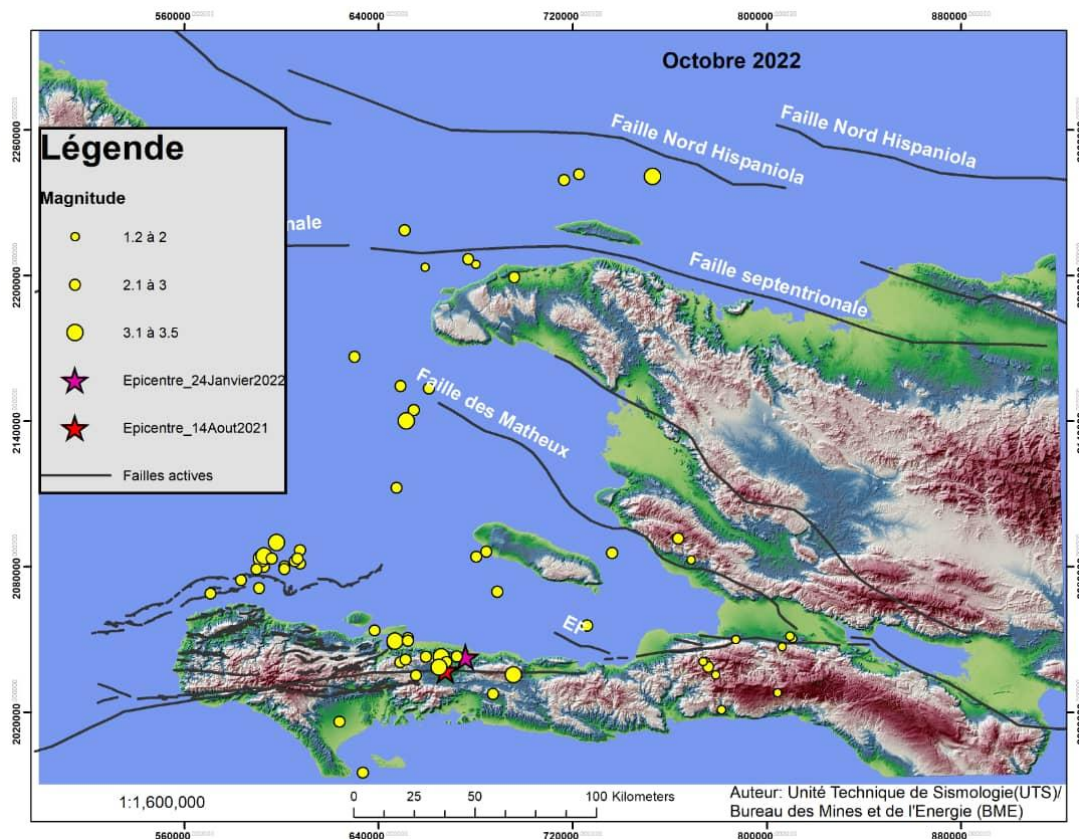 560000 640000 720000 800000 880000
Octobre 2022
2260000
Faille Nord Hispaniola
Faille Nord Hispaniola
Légende
Magnitude
1.2 à 2
2.1 à 3
3.1 à 3.5
Epicentre_24Janvier2022
Epicentre_14Aout2021
Failles actives
nale
2200000
Faille septentrionale
2140000
Faille des Matheux
2080000
EP
2020000
1:1,600,000
0 25 50 100 Kilometers
Auteur: Unité Technique de Sismologie(UTS)/
Bureau des Mines et de l'Energie (BME)
560000 640000 720000 800000 880000